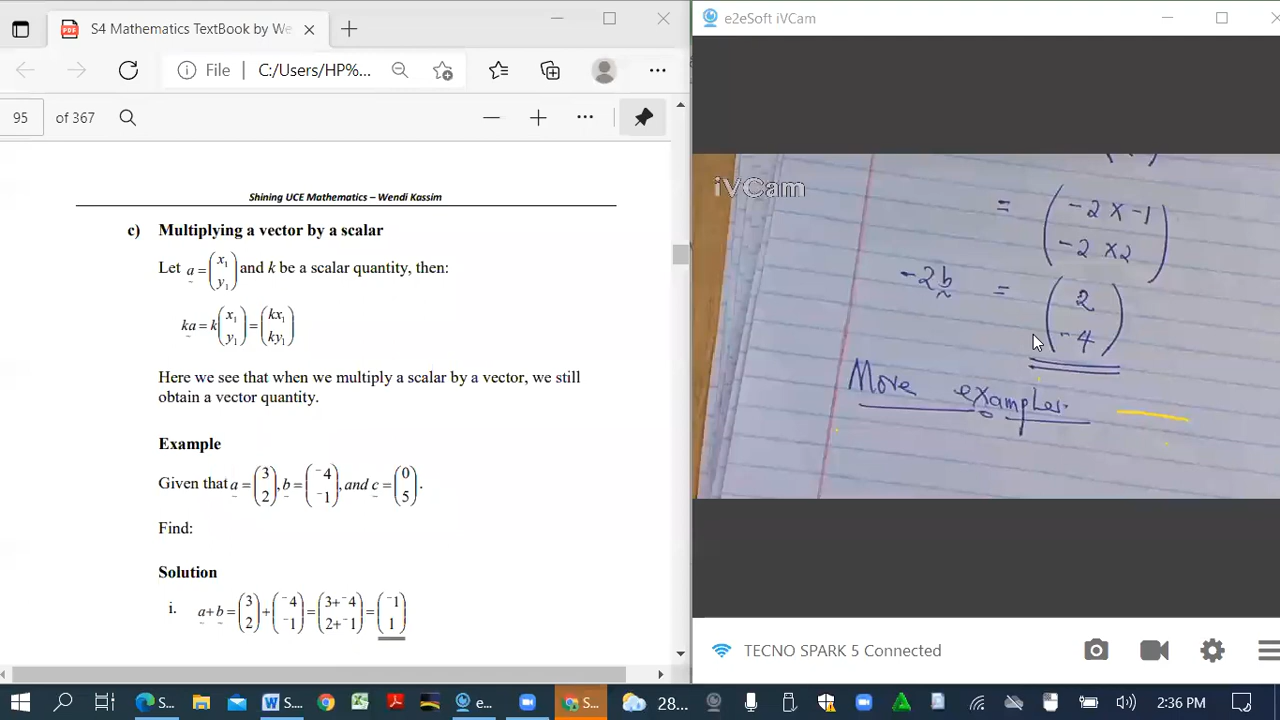 S4 Mathematics TextBook by We
File C:/Users/HP%...
95 of 367
Shining UCE Mathematics – Wendi Kassim
c) Multiplying a vector by a scalar
Let a = (x₁ y₁) and k be a scalar quantity, then:
ka = k(x₁ y₁) = (kx₁ ky₁)
Here we see that when we multiply a scalar by a vector, we still
obtain a vector quantity.
Example
Given that a = (3 2), b = (⁻4 ⁻1), and c = (0 5).
Find:
Solution
i. a + b = (3 2) + (⁻4 ⁻1) = (3+⁻4 2+⁻1) = (⁻1 1)
e2eSoft iVCam
iVCam
= (-2 x -1
-2 x2)
-2b = (2
-4)
More examples.
TECNO SPARK 5 Connected
S... S... e... S... 28... 2:36 PM